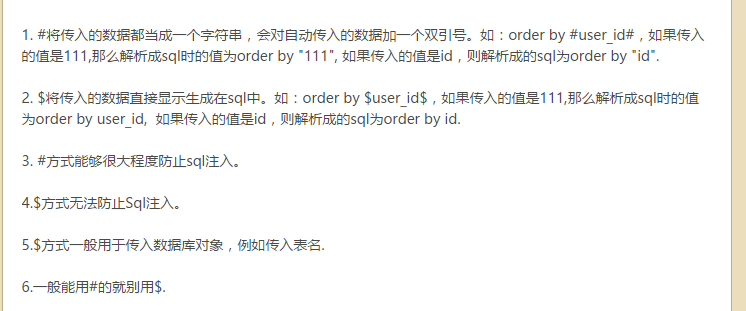 1. #将传入的数据都当成一个字符串，会对自动传入的数据加一个双引号。如：order by #user_id#，如果传入
的值是111,那么解析成sql时的值为order by "111", 如果传入的值是id，则解析成的sql为order by "id".
2. $将传入的数据直接显示生成在sql中。如：order by $user_id$，如果传入的值是111,那么解析成sql时的值
为order by user_id, 如果传入的值是id，则解析成的sql为order by id.
3. #方式能够很大程度防止sql注入。
4.$方式无法防止Sql注入。
5.$方式一般用于传入数据库对象，例如传入表名.
6.一般能用#的就别用$.